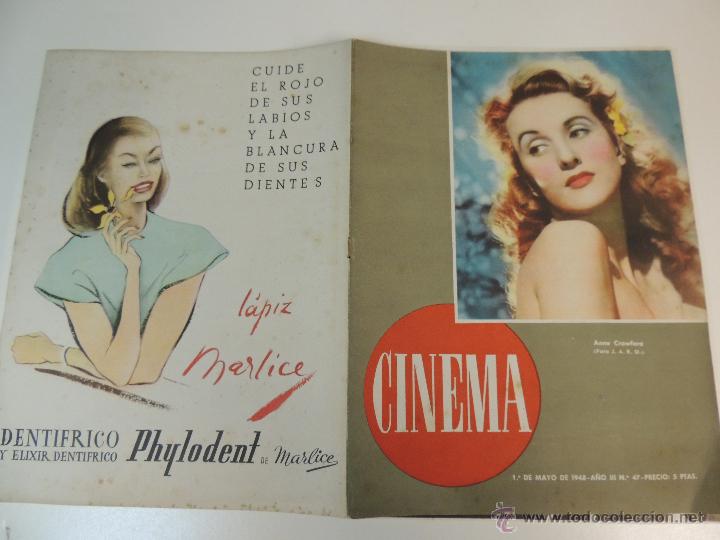 CUIDE
EL ROJO
DE SUS
LABIOS
Y LA
BLANCURA
DE SUS
DIENTES
lápiz
Marlice
DENTIFRICO
Y ELIXIR DENTIFRICO
Phylodent DE Marlice
Anne Crawford
(Foto J. A. R. O.)
CINEMA
1.º DE MAYO DE 1948-AÑO III N.º 47-PRECIO: 5 PTAS.
www.todocoleccion.net